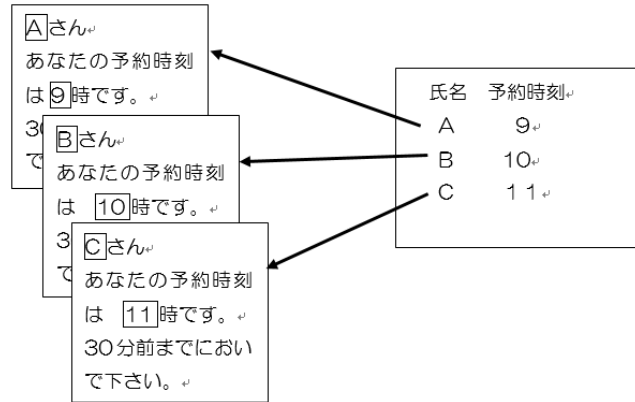 Aさん
あなたの予約時刻
は9時です。
30
で
Bさん
あなたの予約時刻
は 10時です。
3
で
Cさん
あなたの予約時刻
は 11時です。
30分前までにおい
で下さい。
氏名 予約時刻
A 9
B 10
C 11